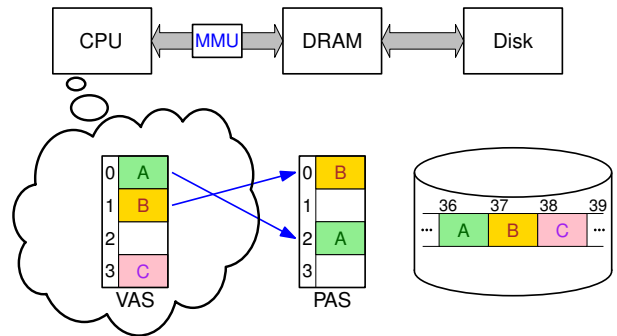 CPU MMU DRAM Disk
0 A
1 B
2
3 C
VAS
0 B
1
2 A
3
PAS
36 37 38 39
... A B C ...